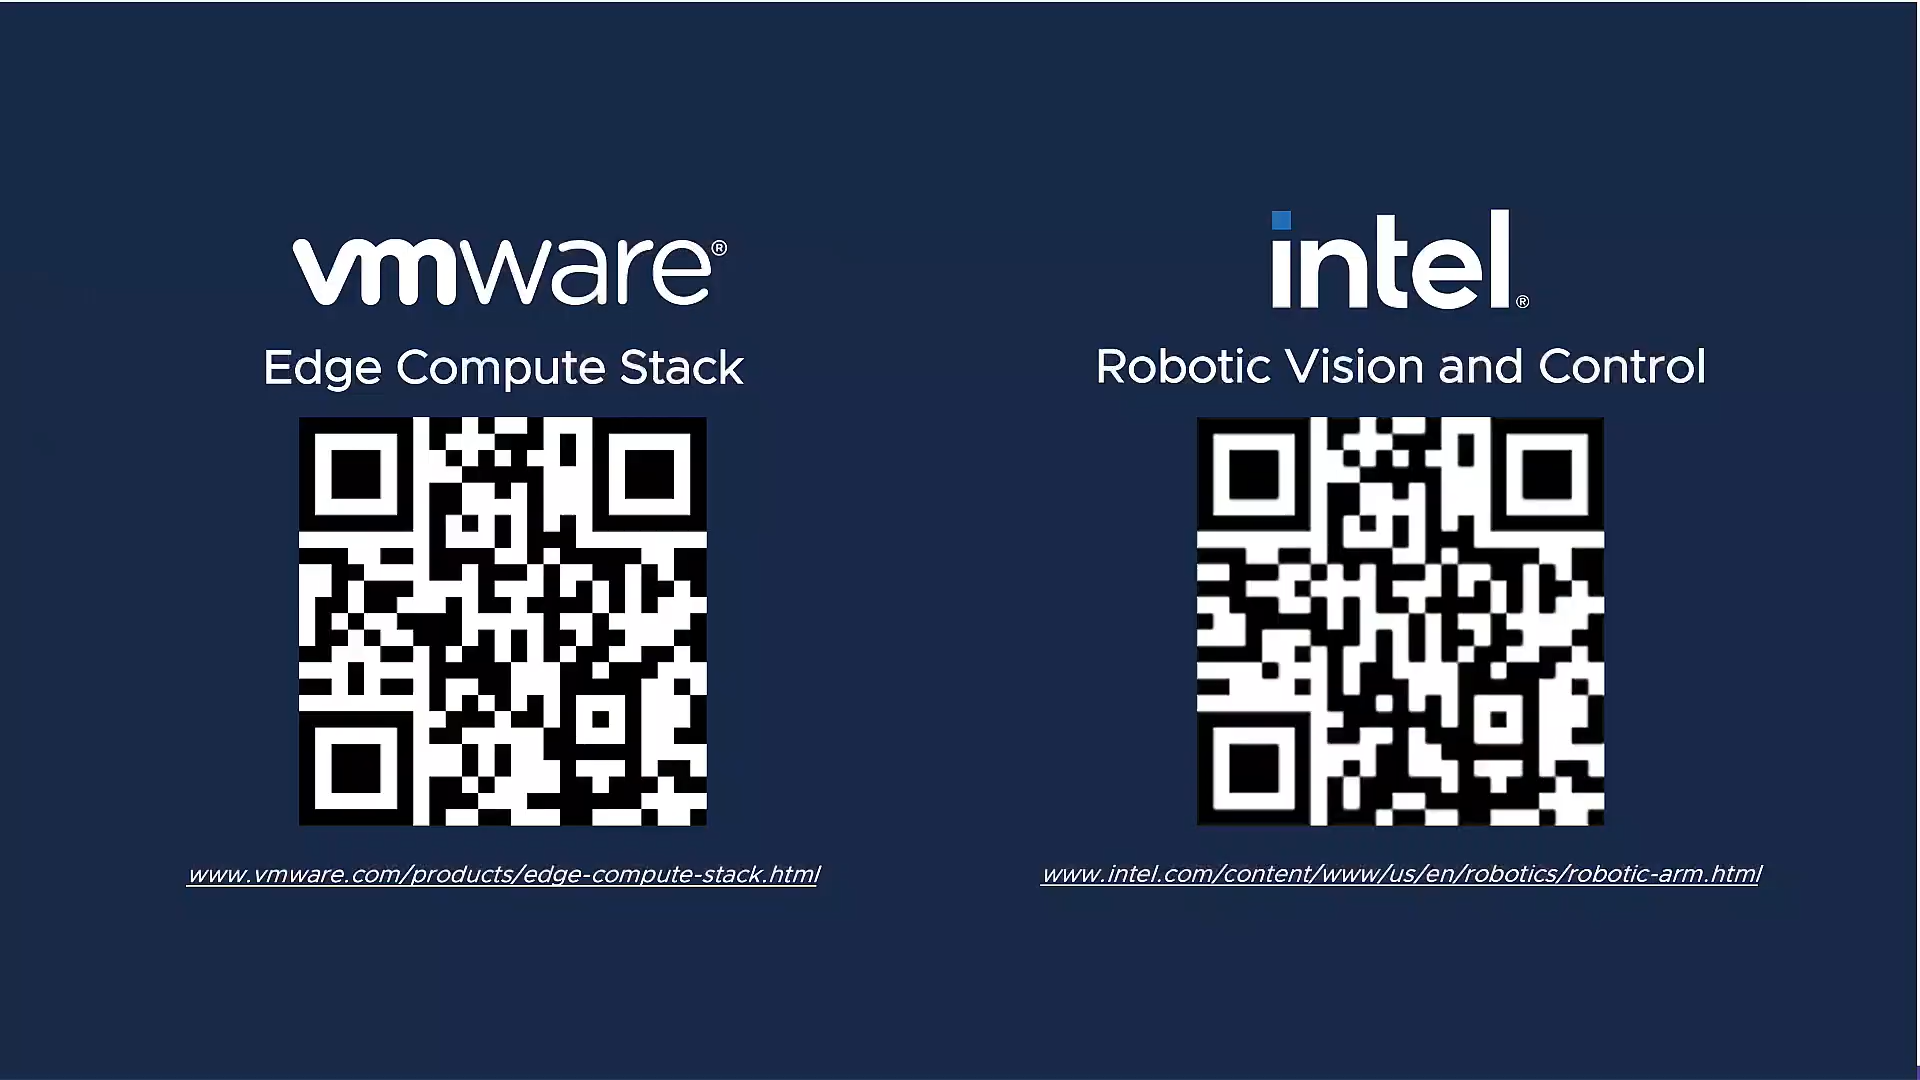 vmware®
Edge Compute Stack
www.vmware.com/products/edge-compute-stack.html
intel®
Robotic Vision and Control
www.intel.com/content/www/us/en/robotics/robotic-arm.html